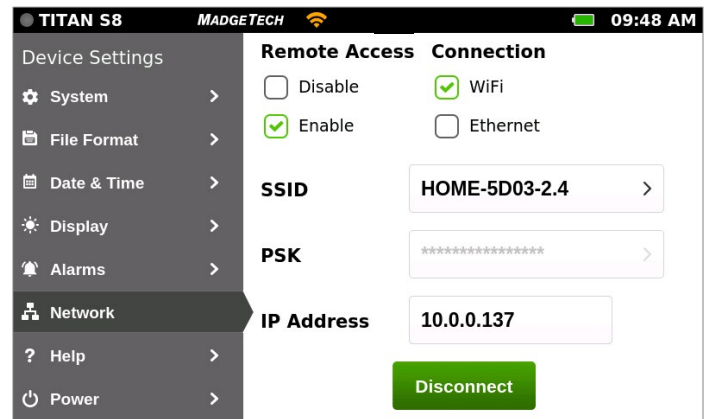 TITAN S8 MADGETECH 09:48 AM
Device Settings
System
File Format
Date & Time
Display
Alarms
Network
? Help
Power
Remote Access Connection
Disable WiFi
Enable Ethernet
SSID HOME-5D03-2.4
PSK ****************
IP Address 10.0.0.137
Disconnect